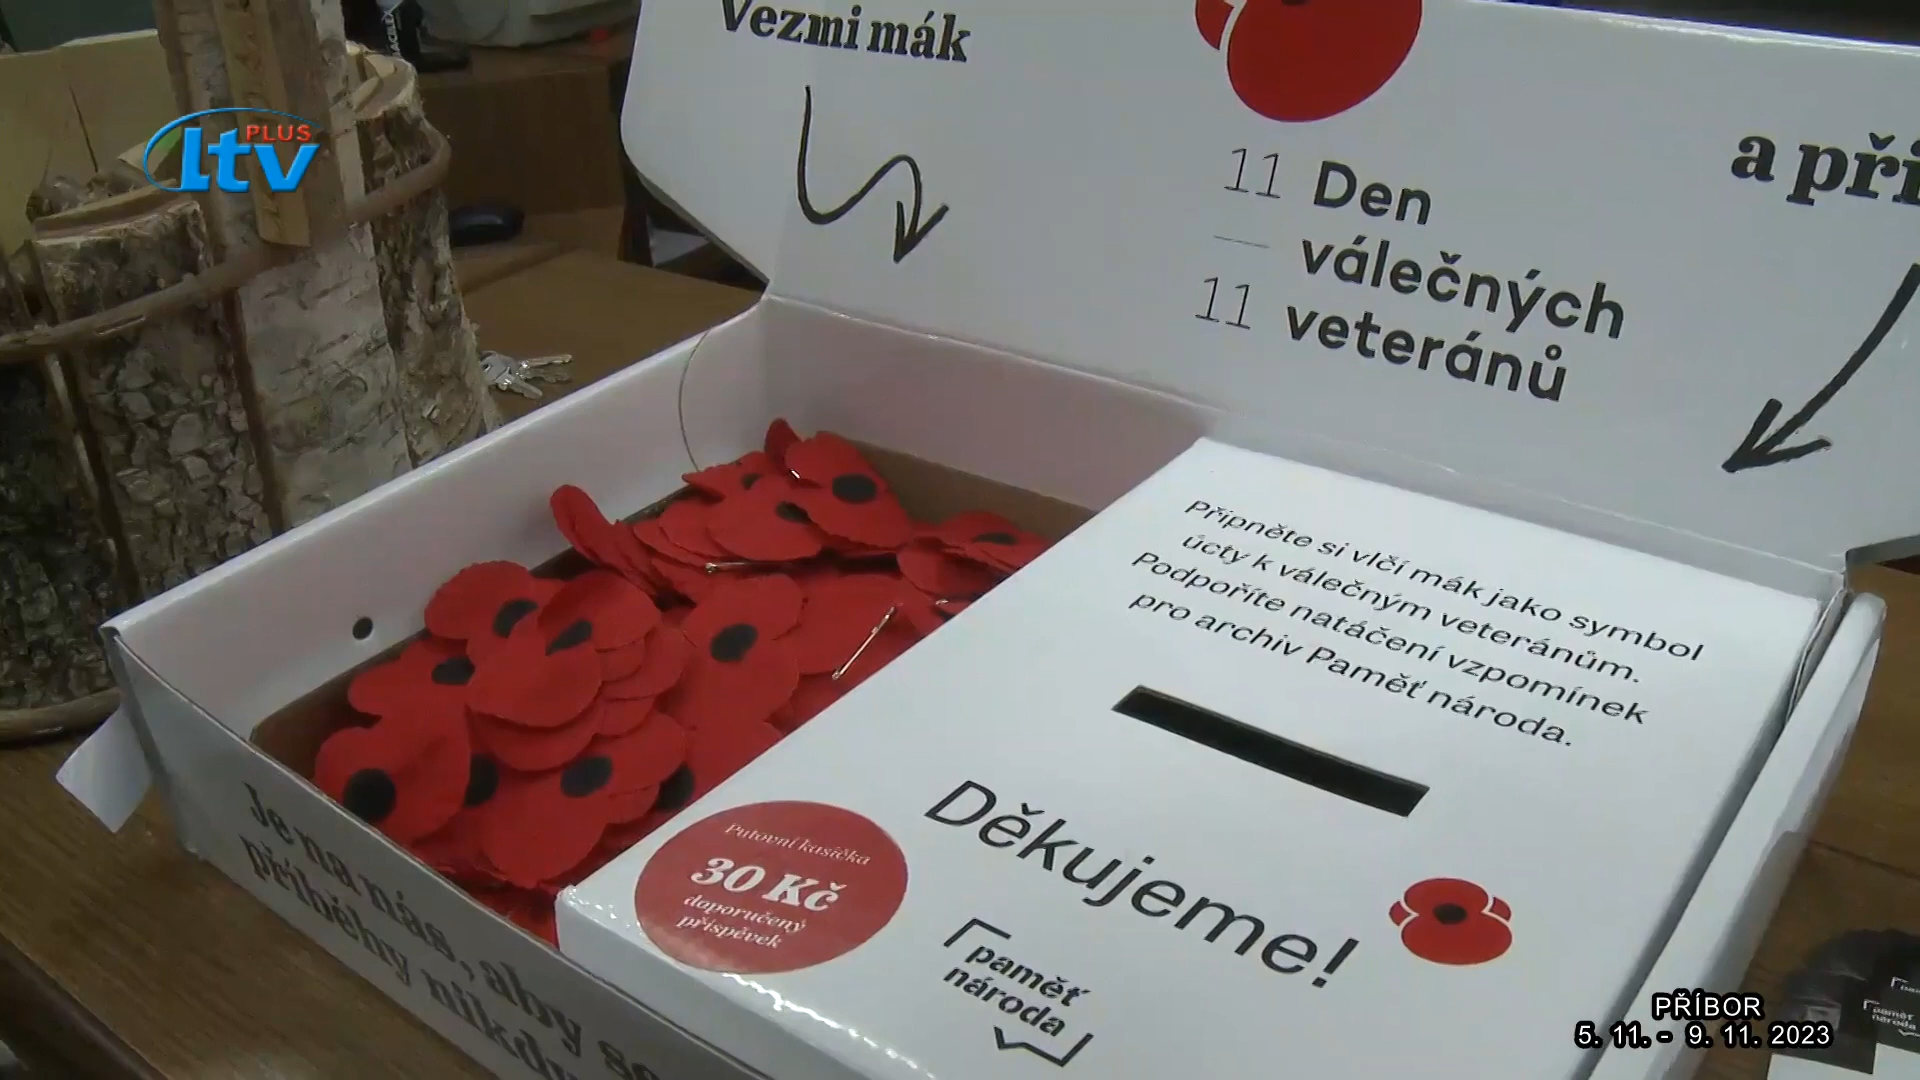 Vezmi mák
11 Den
válečných
11 veteránů
a při
ltv PLUS
Připněte si vlčí mák jako symbol
úcty k válečným veteránům.
Podpoříte natáčení vzpomínek
pro archiv Paměť národa.
Děkujeme!
Putovní kasička
30 Kč
doporučený
příspěvek
paměť
národa
Je na nás, aby se
příběhy nikdy
paměť
národa
PŘÍBOR
5. 11. - 9. 11. 2023